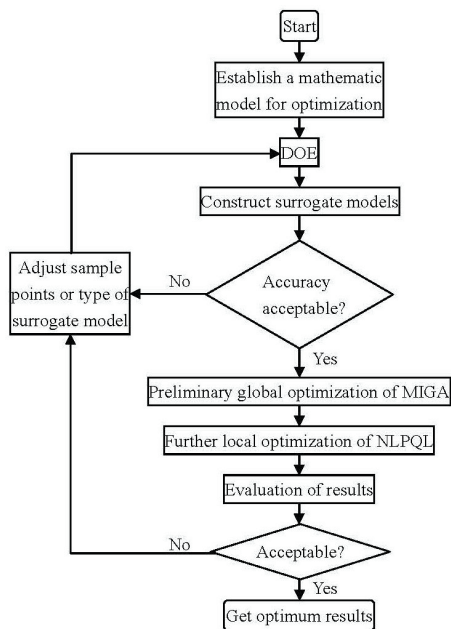 Start
Establish a mathematic
model for optimization
DOE
Construct surrogate models
Adjust sample
points or type of
surrogate model
No
Accuracy
acceptable?
Yes
Preliminary global optimization of MIGA
Further local optimization of NLPQL
Evaluation of results
No
Acceptable?
Yes
Get optimum results